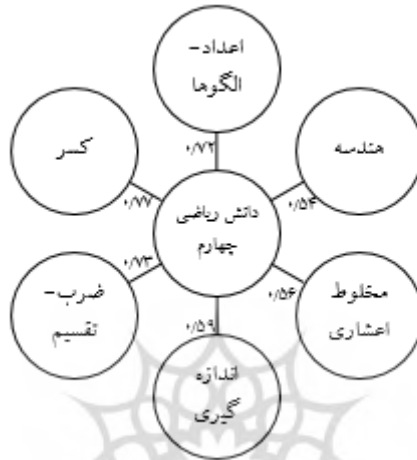 اعداد-
الگوها
۰/۷۲
کسر
هندسه
۰/۷۷
۰/۵۴
دانش ریاضی
چهارم
۰/۷۳
۰/۵۶
ضرب-
تقسیم
مخلوط
اعشاری
۰/۵۹
اندازه
گیری